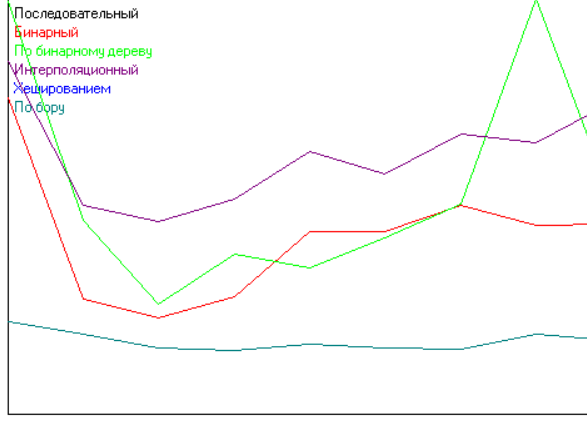 Последовательный
Бинарный
По бинарному дереву
Интерполяционный
Хешированием
По бору